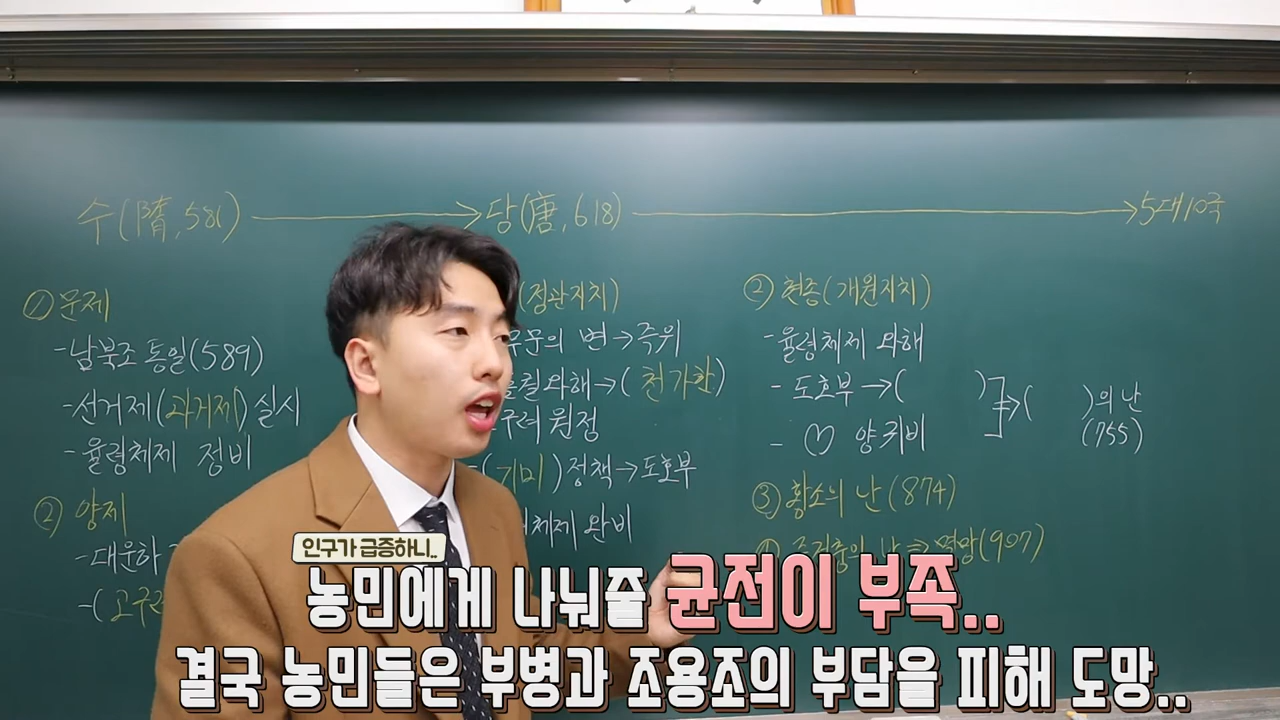 수(隋,581) → 당(唐,618) → 5대10국
① 문제
-남북조 통일(589)
-선거제(과거제) 실시
-율령체제 정비
② 양제
-대운하
-(고구려
(정관지치)
변→즉위
와해→(천가한)
원정
-(기미)정책→도호부
체제 완비
② 현종(개원지치)
-율령체제 와해
- 도호부→(      )
- ♡ 양귀비
⇒(      )의 난
(755)
③ 황소의 난(874)
난⇒멸망(907)
인구가 급증하니..
농민에게 나눠줄 균전이 부족..
결국 농민들은 부병과 조용조의 부담을 피해 도망..